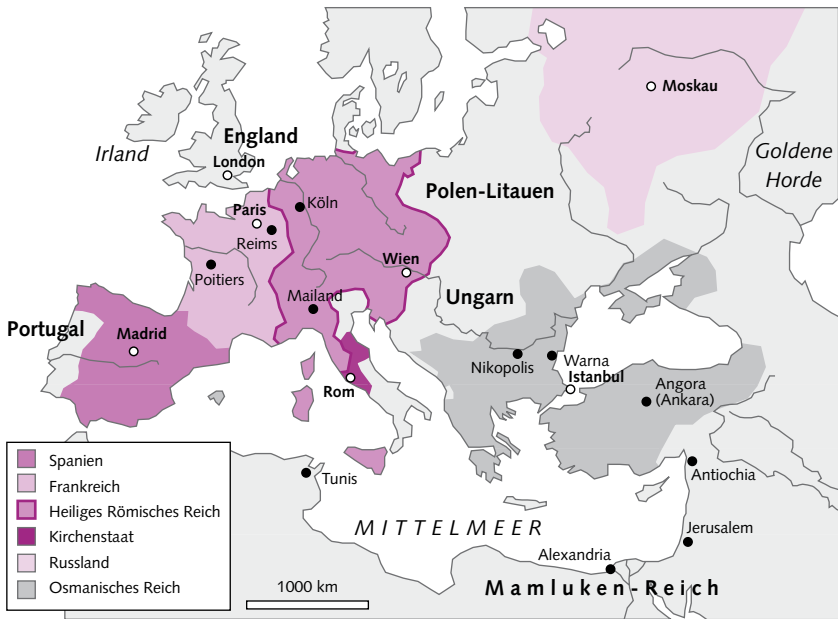 Moskau
England
Irland
London
Goldene
Horde
Polen-Litauen
Köln
Paris
Reims
Wien
Poitiers
Mailand
Ungarn
Portugal
Madrid
Nikopolis
Warna
Istanbul
Rom
Angora
(Ankara)
Spanien
Frankreich
Heiliges Römisches Reich
Kirchenstaat
Russland
Osmanisches Reich
Tunis
Antiochia
MITTELMEER
Jerusalem
Alexandria
Mamluken-Reich
1000 km